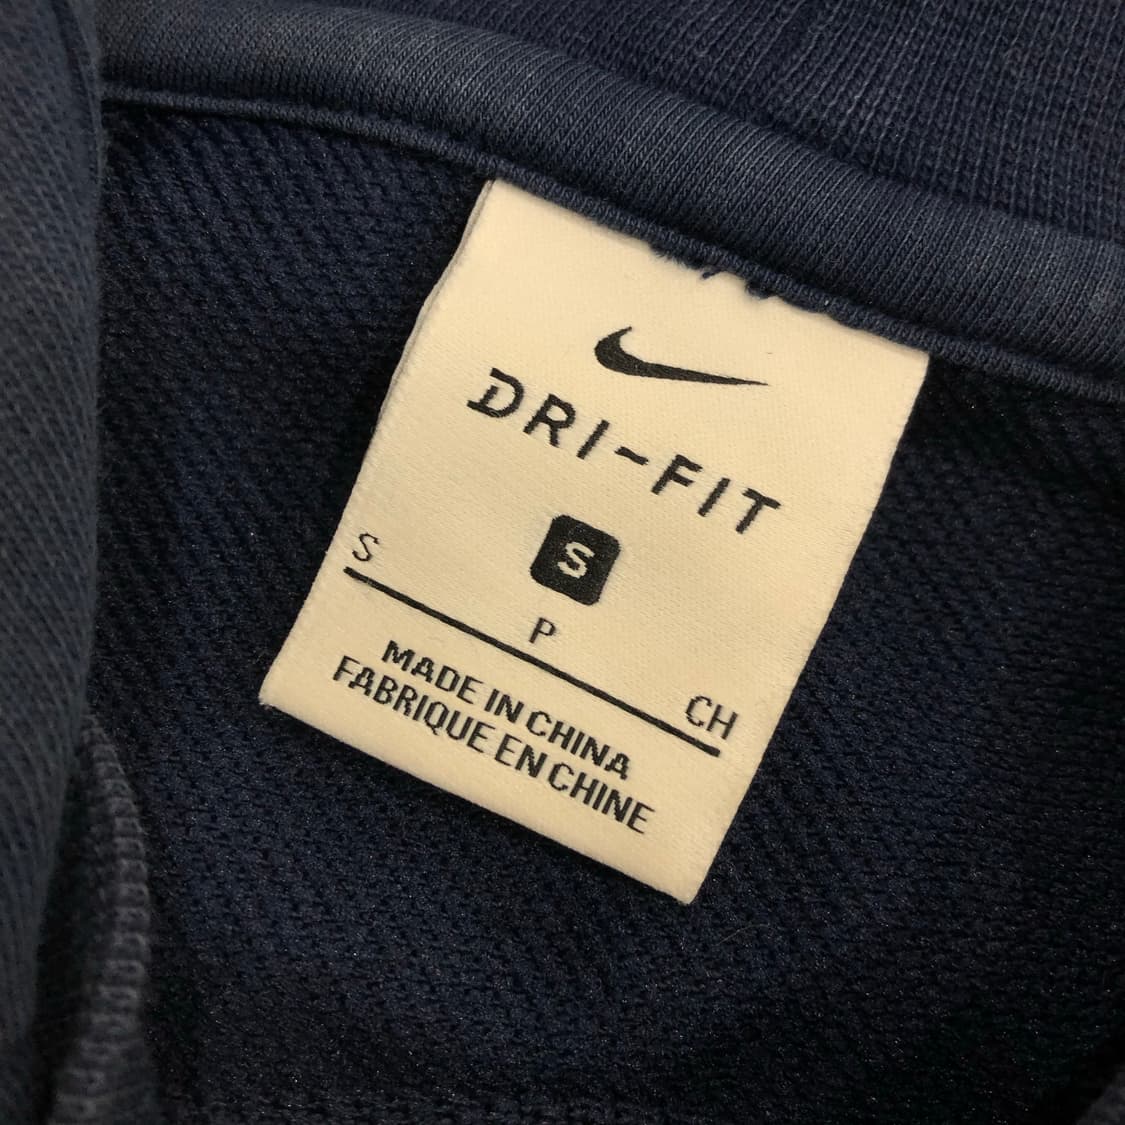 DRI-FIT
S
S
P
CH
MADE IN CHINA
FABRIQUE EN CHINE